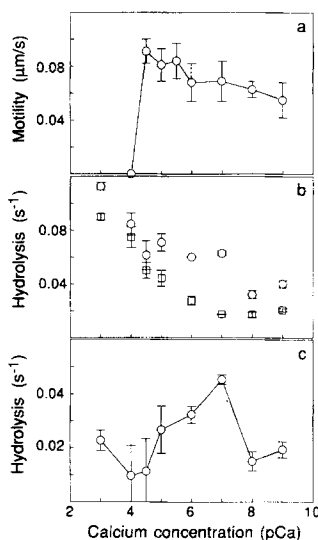 a
Motility (μm/s)
0.08
0.04
b
Hydrolysis (s⁻¹)
0.08
0.04
c
Hydrolysis (s⁻¹)
0.04
0.02
2 4 6 8 10
Calcium concentration (pCa)